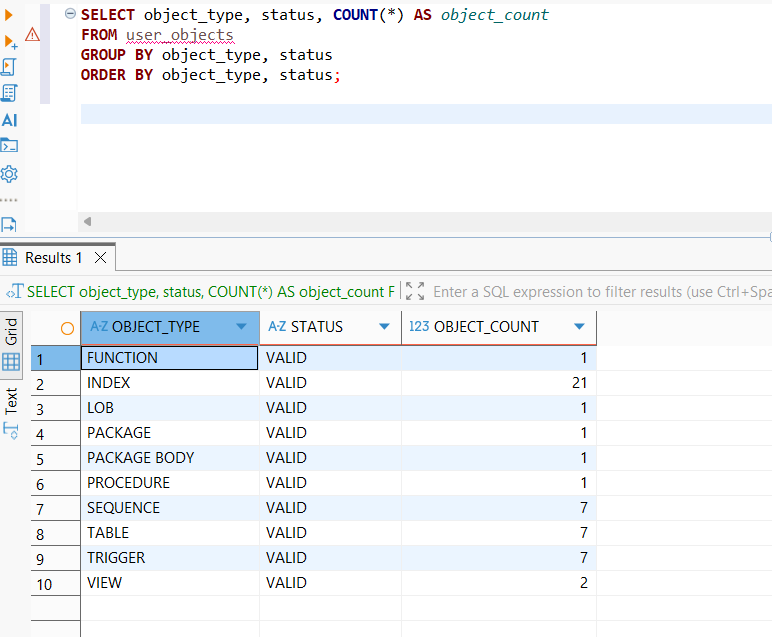 SELECT object_type, status, COUNT(*) AS object_count
FROM user_objects
GROUP BY object_type, status
ORDER BY object_type, status;
AI
Results 1
SELECT object_type, status, COUNT(*) AS object_count F
Enter a SQL expression to filter results (use Ctrl+Spa
Grid
Text
A-Z OBJECT_TYPE A-Z STATUS 123 OBJECT_COUNT
1 FUNCTION VALID 1
2 INDEX VALID 21
3 LOB VALID 1
4 PACKAGE VALID 1
5 PACKAGE BODY VALID 1
6 PROCEDURE VALID 1
7 SEQUENCE VALID 7
8 TABLE VALID 7
9 TRIGGER VALID 7
10 VIEW VALID 2